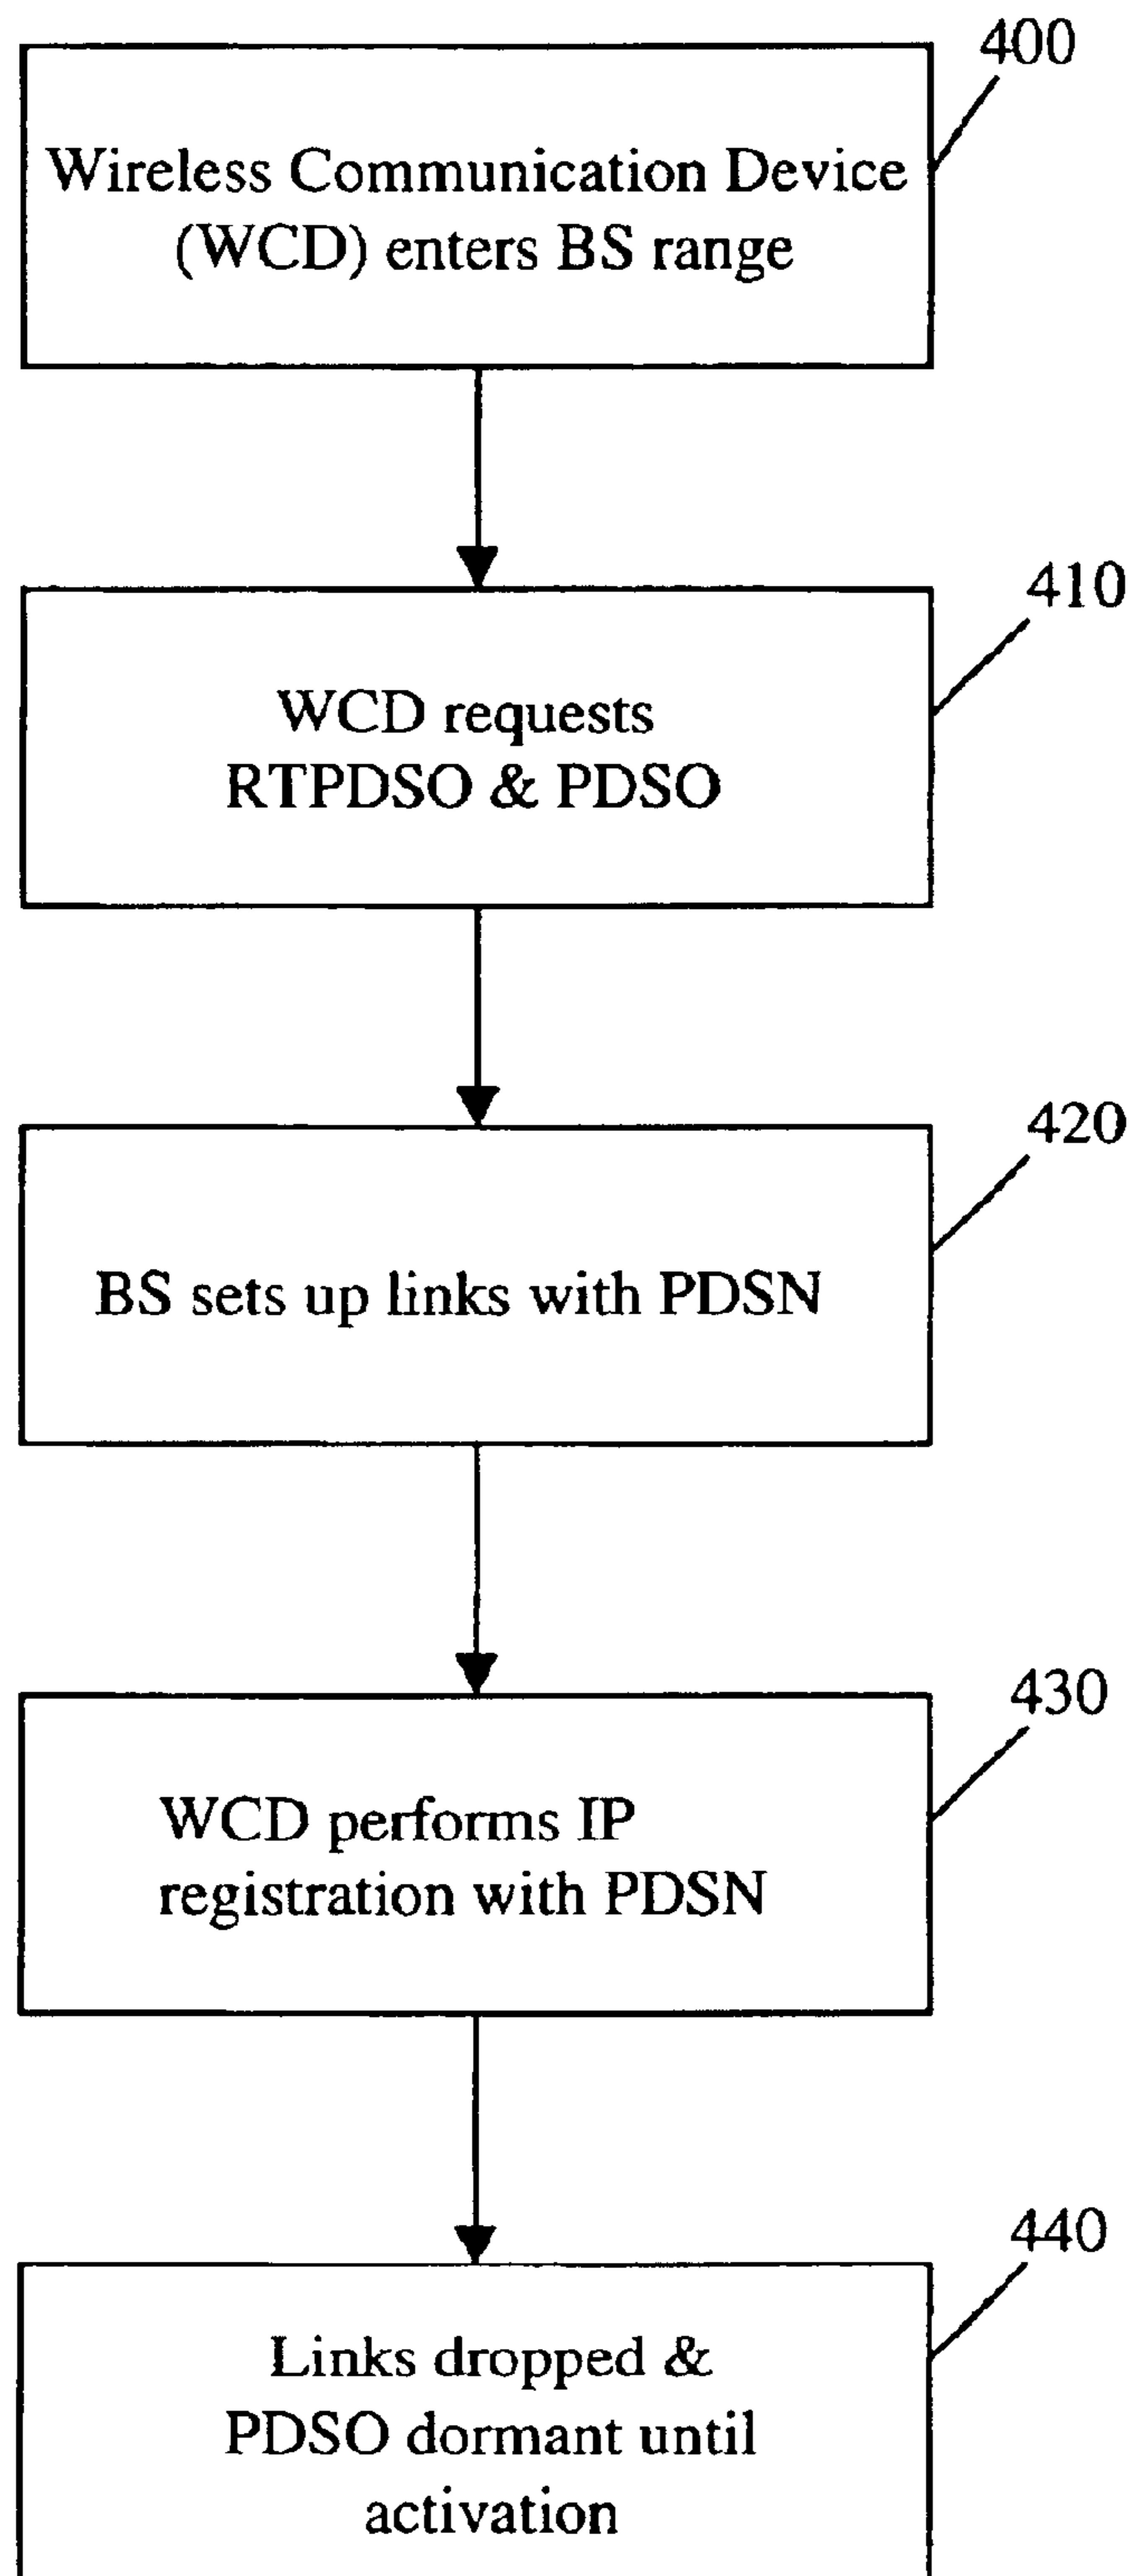 400
Wireless Communication Device
(WCD) enters BS range
410
WCD requests
RTPDSO & PDSO
420
BS sets up links with PDSN
430
WCD performs IP
registration with PDSN
440
Links dropped &
PDSO dormant until
activation